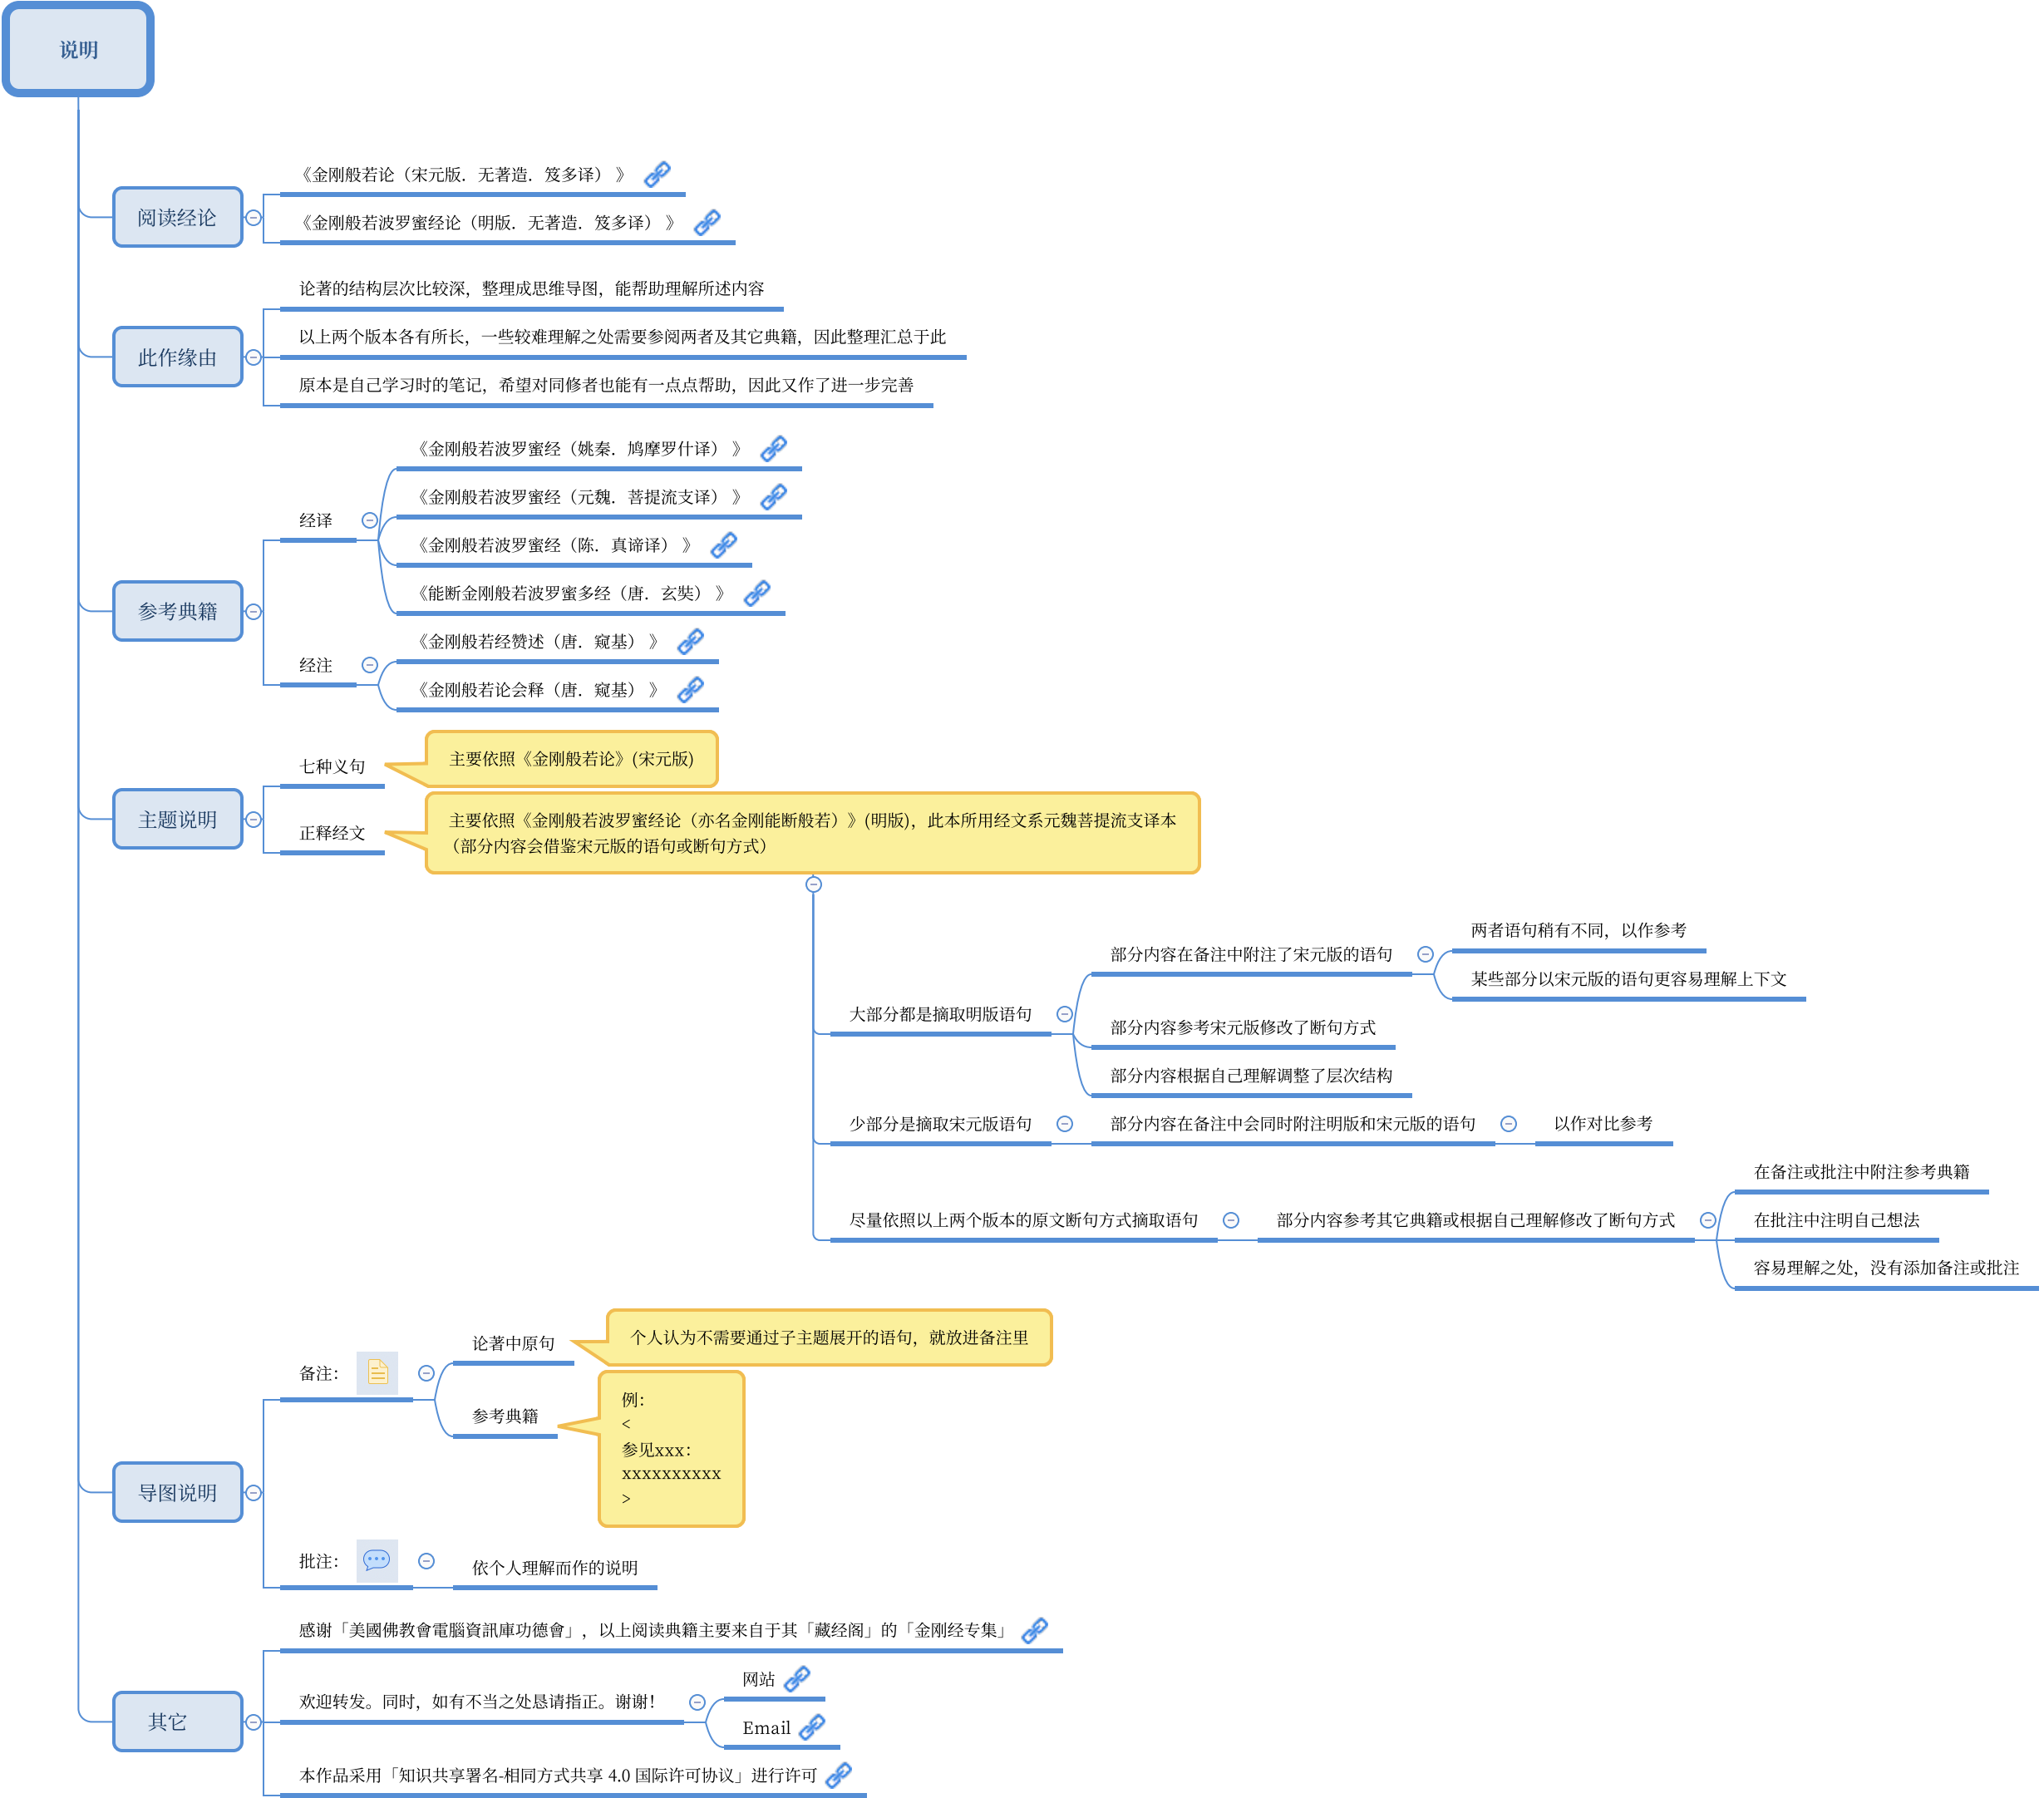 说明
阅读经论
《金刚般若论（宋元版．无著造．笈多译） 》
《金刚般若波罗蜜经论（明版．无著造．笈多译） 》
此作缘由
论著的结构层次比较深，整理成思维导图，能帮助理解所述内容
以上两个版本各有所长，一些较难理解之处需要参阅两者及其它典籍，因此整理汇总于此
原本是自己学习时的笔记，希望对同修者也能有一点点帮助，因此又作了进一步完善
参考典籍
经译
《金刚般若波罗蜜经（姚秦．鸠摩罗什译） 》
《金刚般若波罗蜜经（元魏．菩提流支译） 》
《金刚般若波罗蜜经（陈．真谛译） 》
《能断金刚般若波罗蜜多经（唐．玄奘） 》
经注
《金刚般若经赞述（唐．窥基） 》
《金刚般若论会释（唐．窥基） 》
主题说明
七种义句
主要依照《金刚般若论》(宋元版)
正释经文
主要依照《金刚般若波罗蜜经论（亦名金刚能断般若）》(明版)，此本所用经文系元魏菩提流支译本
（部分内容会借鉴宋元版的语句或断句方式）
大部分都是摘取明版语句
部分内容在备注中附注了宋元版的语句
两者语句稍有不同，以作参考
某些部分以宋元版的语句更容易理解上下文
部分内容参考宋元版修改了断句方式
部分内容根据自己理解调整了层次结构
少部分是摘取宋元版语句
部分内容在备注中会同时附注明版和宋元版的语句
以作对比参考
尽量依照以上两个版本的原文断句方式摘取语句
部分内容参考其它典籍或根据自己理解修改了断句方式
在备注或批注中附注参考典籍
在批注中注明自己想法
容易理解之处，没有添加备注或批注
导图说明
备注：
论著中原句
个人认为不需要通过子主题展开的语句，就放进备注里
参考典籍
例：
<
参见xxx：
xxxxxxxxxx
>
批注：
依个人理解而作的说明
其它
感谢「美國佛教會電腦資訊庫功德會」，以上阅读典籍主要来自于其「藏经阁」的「金刚经专集」
欢迎转发。同时，如有不当之处恳请指正。谢谢！
网站
Email
本作品采用「知识共享署名-相同方式共享 4.0 国际许可协议」进行许可